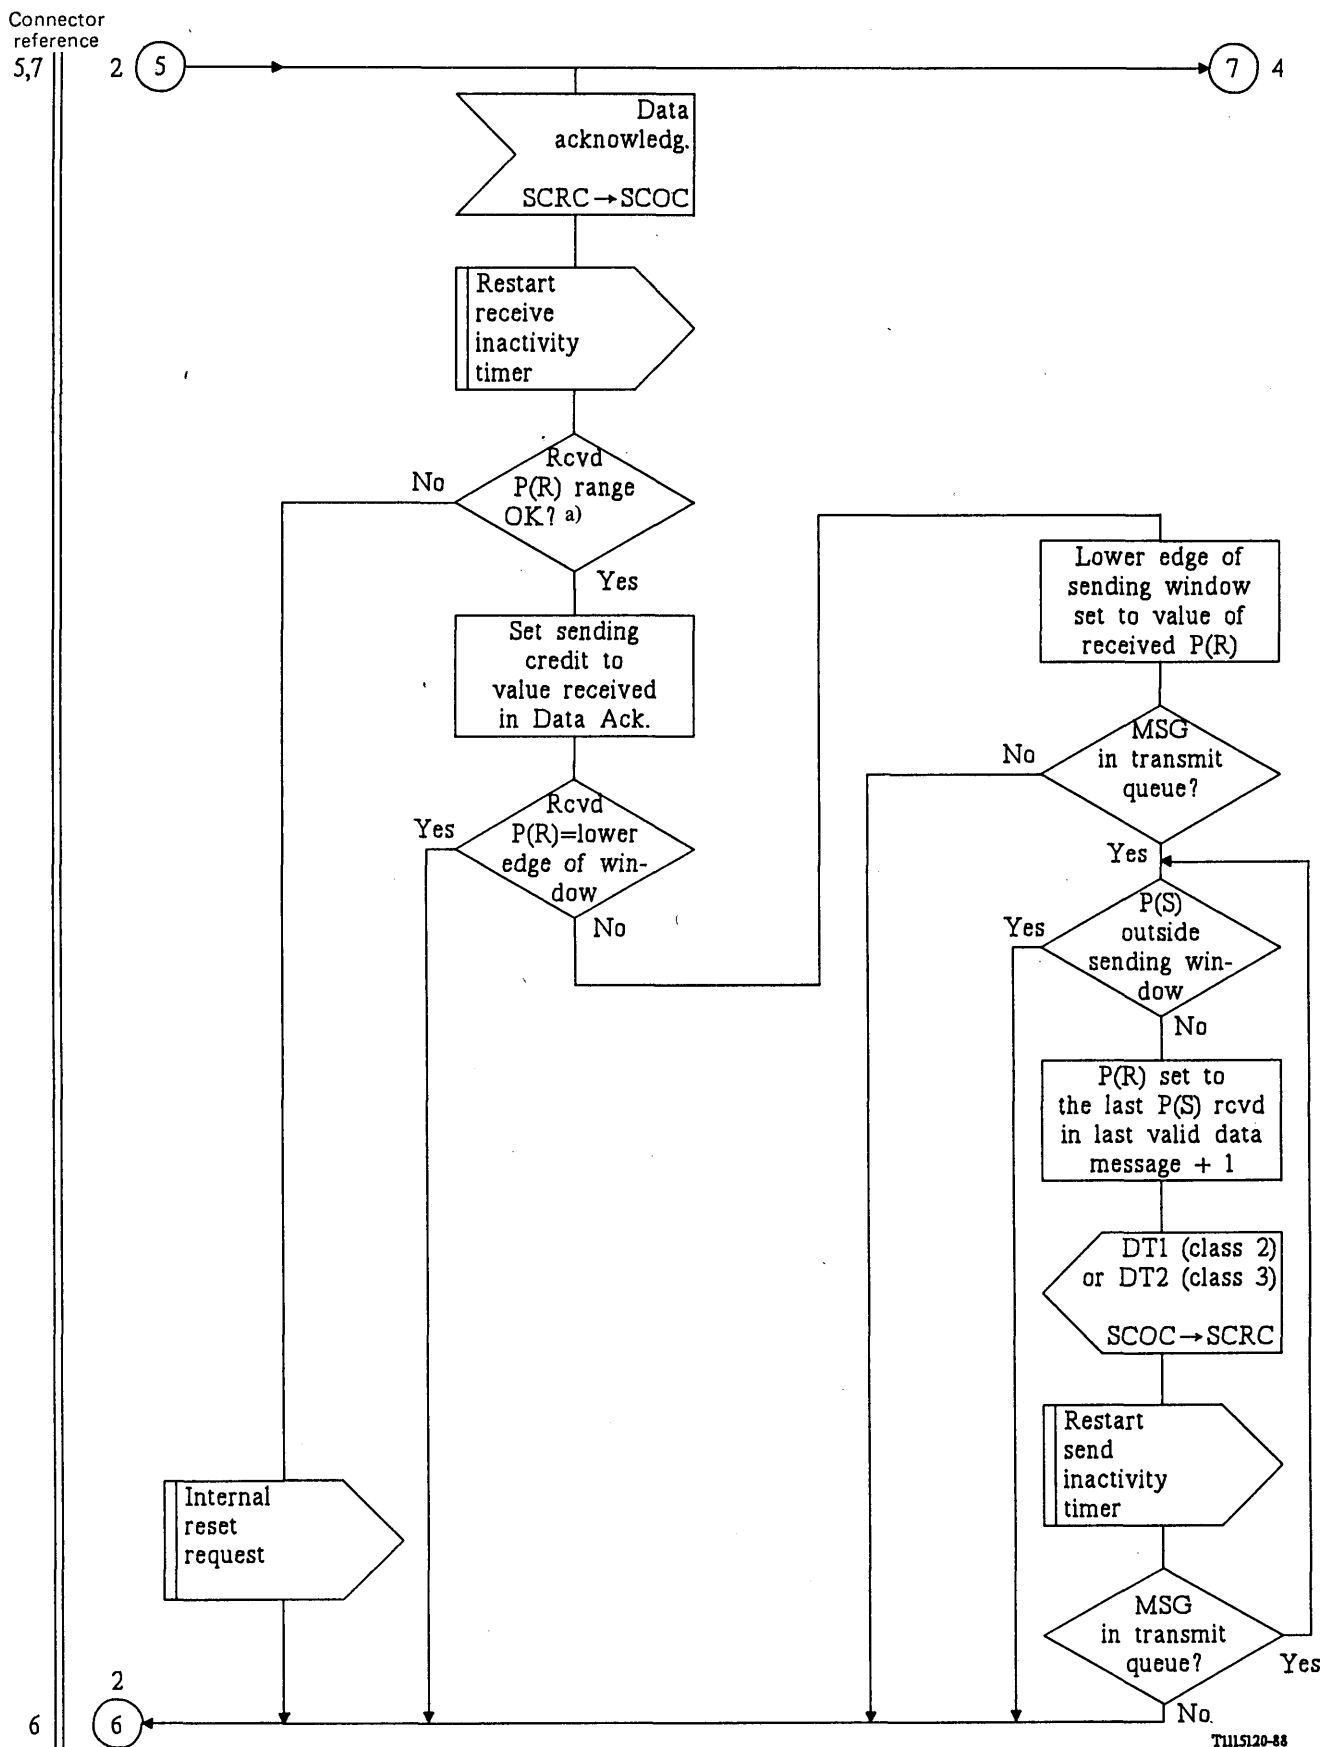 Connector
reference
5,7
2
5
7
4
Data
acknowledg.
SCRC→SCOC
Restart
receive
inactivity
timer
Rcvd
P(R) range
OK? a)
No
Yes
Set sending
credit to
value received
in Data Ack.
Rcvd
P(R)=lower
edge of win-
dow
Yes
No
Lower edge of
sending window
set to value of
received P(R)
MSG
in transmit
queue?
No
Yes
P(S)
outside
sending win-
dow
Yes
No
P(R) set to
the last P(S) rcvd
in last valid data
message + 1
DT1 (class 2)
or DT2 (class 3)
SCOC→SCRC
Restart
send
inactivity
timer
Internal
reset
request
MSG
in transmit
queue?
Yes
No.
2
6
6
T1115120-88